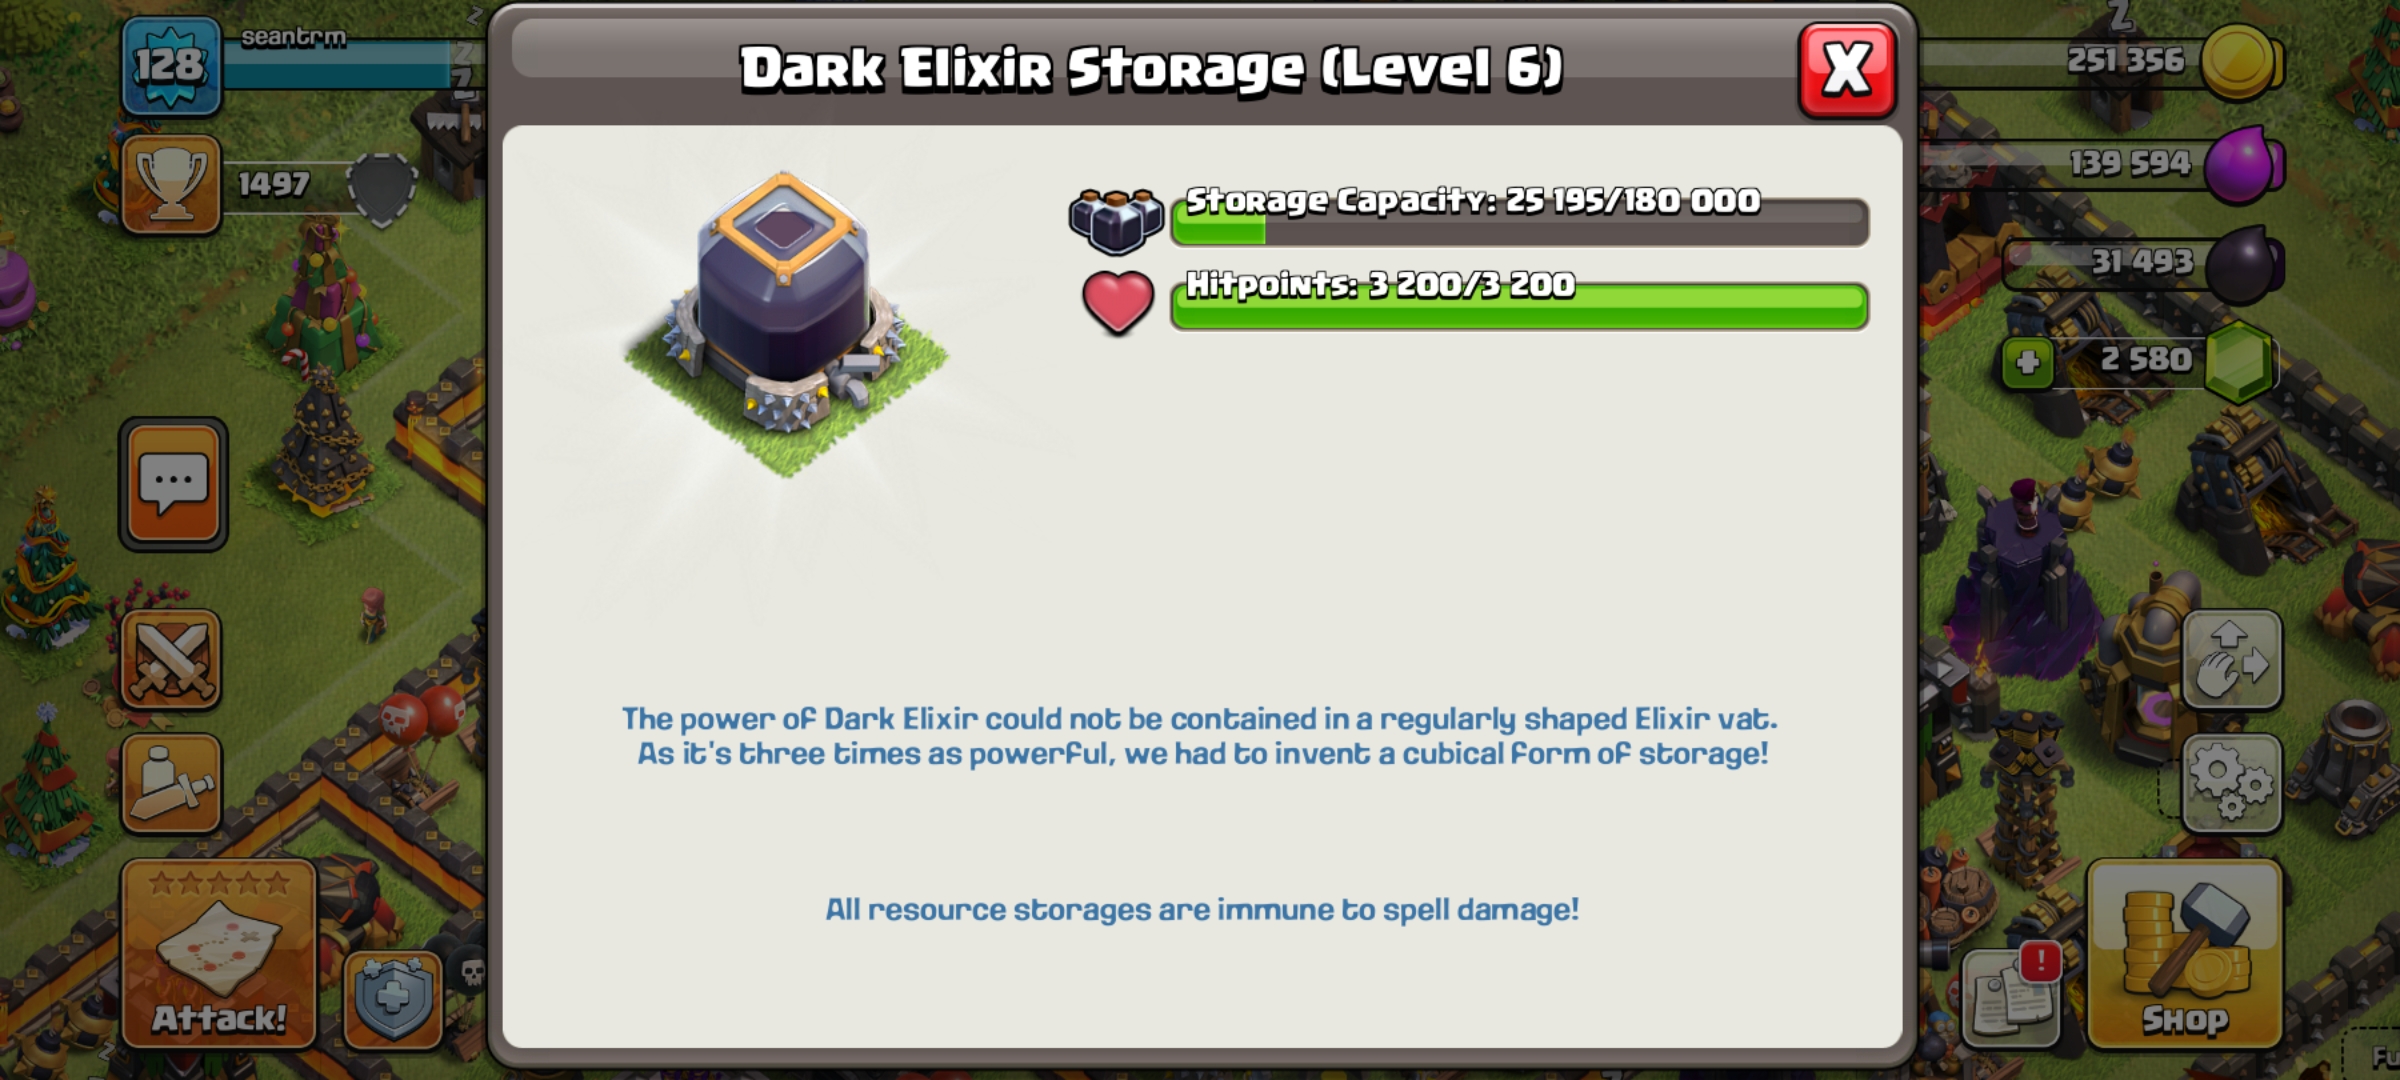 128
seantrm
Dark Elixir Storage (Level 6)
X
251 356
139 594
1497
Storage Capacity: 25 195/180 000
31 493
Hitpoints: 3 200/3 200
2 580
The power of Dark Elixir could not be contained in a regularly shaped Elixir vat.
As it's three times as powerful, we had to invent a cubical form of storage!
All resource storages are immune to spell damage!
!
Attack!
Shop